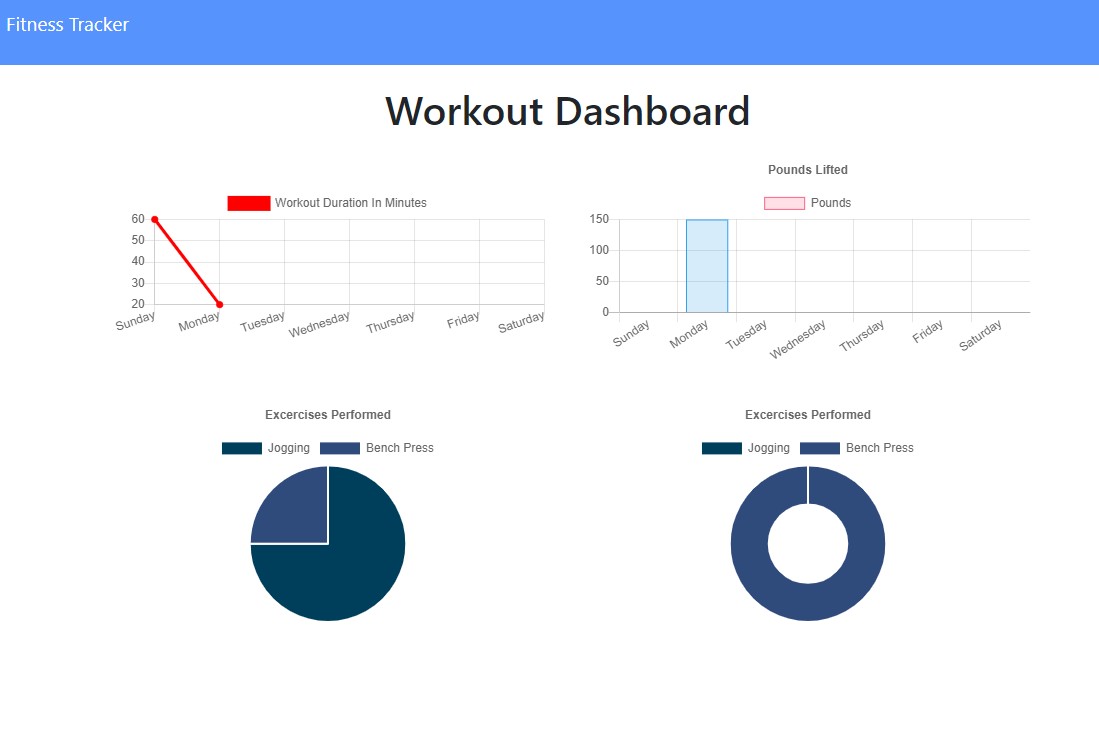 Fitness Tracker
Workout Dashboard
Workout Duration In Minutes
60
50
40
30
20
Sunday Monday Tuesday Wednesday Thursday Friday Saturday
Pounds Lifted
Pounds
150
100
50
0
Sunday Monday Tuesday Wednesday Thursday Friday Saturday
Excercises Performed
Jogging Bench Press
Excercises Performed
Jogging Bench Press